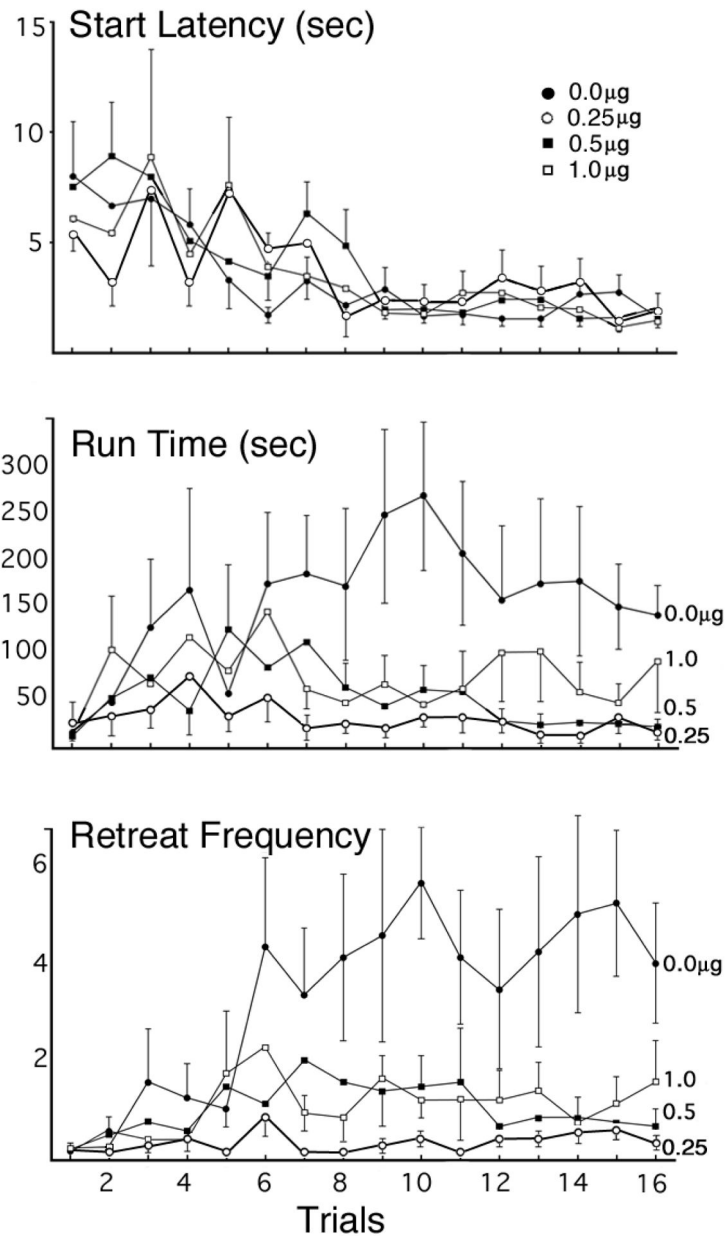 Start Latency (sec)
15
10
5
0.0µg
0.25µg
0.5µg
1.0µg
Run Time (sec)
300
250
200
150
100
50
0.0µg
1.0
0.5
0.25
Retreat Frequency
6
4
2
0.0µg
1.0
0.5
0.25
2 4 6 8 10 12 14 16
Trials